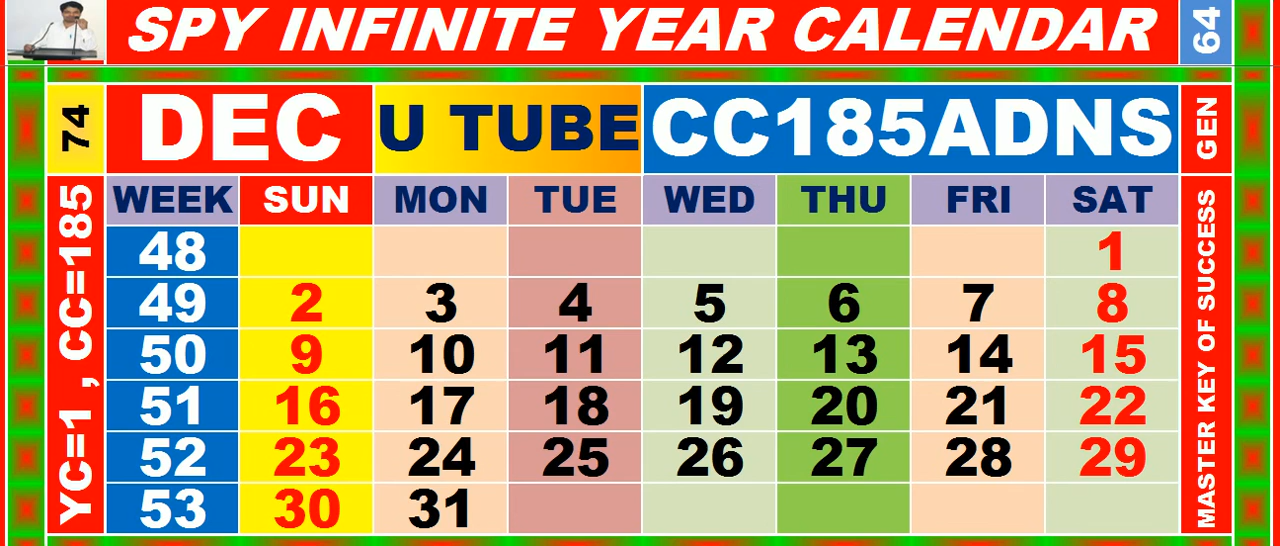 SPY INFINITE YEAR CALENDAR
64
74
DEC U TUBE CC185ADNS
GEN
YC=1 , CC=185
WEEK SUN MON TUE WED THU FRI SAT
48 1
49 2 3 4 5 6 7 8
50 9 10 11 12 13 14 15
51 16 17 18 19 20 21 22
52 23 24 25 26 27 28 29
53 30 31
MASTER KEY OF SUCCESS